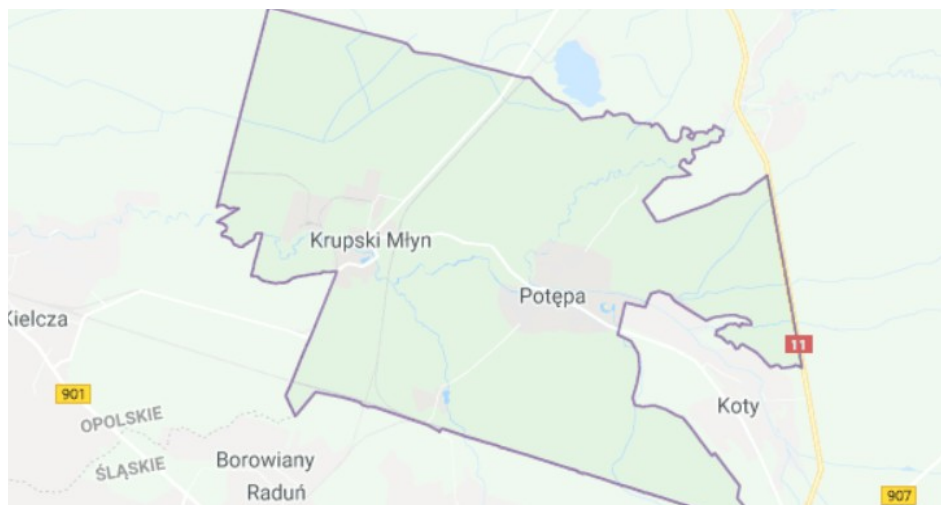 Krupski Młyn
Potępa
Kielcza
11
901
Koty
OPOLSKIE
ŚLĄSKIE
Borowiany
Raduń
907